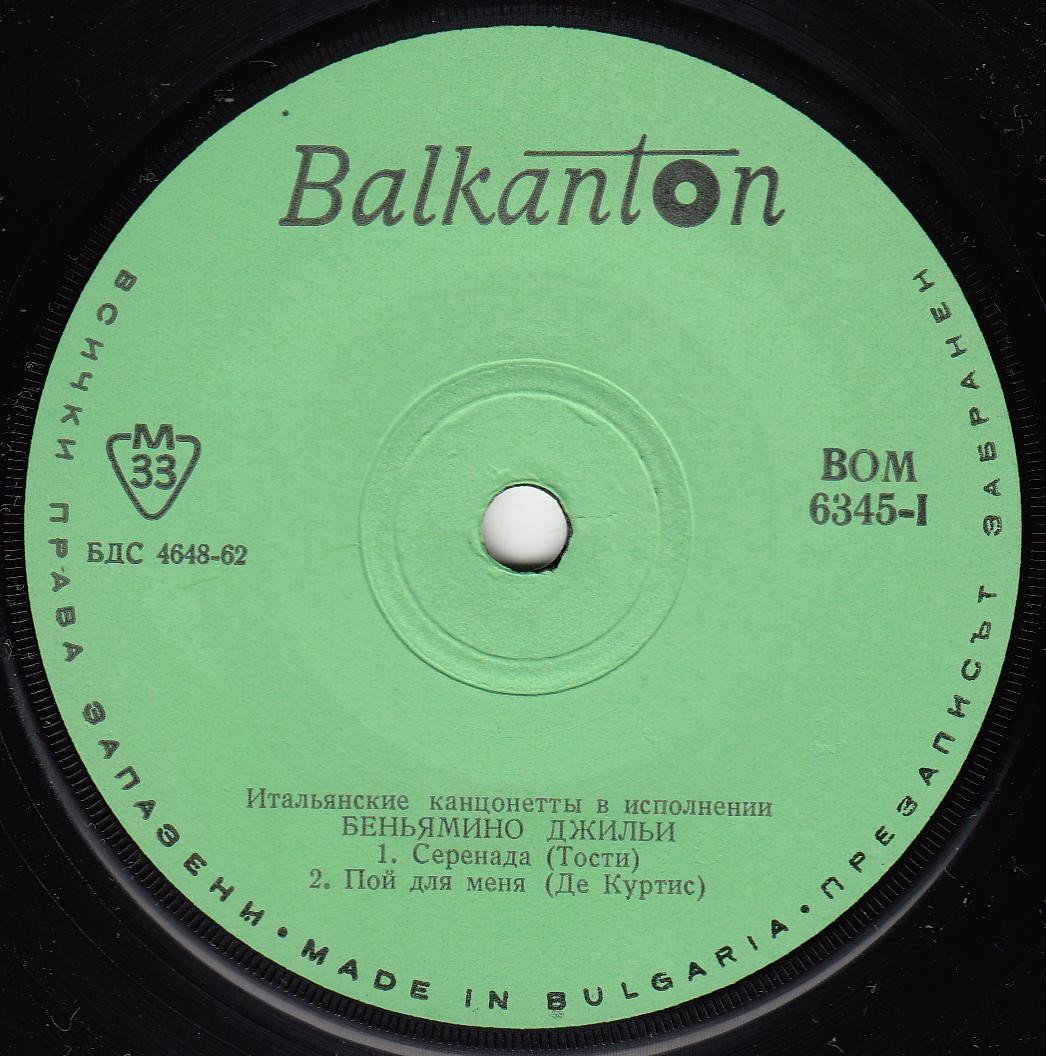 Balkanton
М
33
БДС 4648-62
ВОМ
6345-I
Итальянские канцонетты в исполнении
БЕНЬЯМИНО ДЖИЛЬИ
1. Серенада (Тости)
2. Пой для меня (Де Куртис)
ВСИЧКИ ПРАВА ЗАПАЗЕНИ • MADE IN BULGARIA • ПРЕЗАПИСЪТ ЗАБРАНЕН